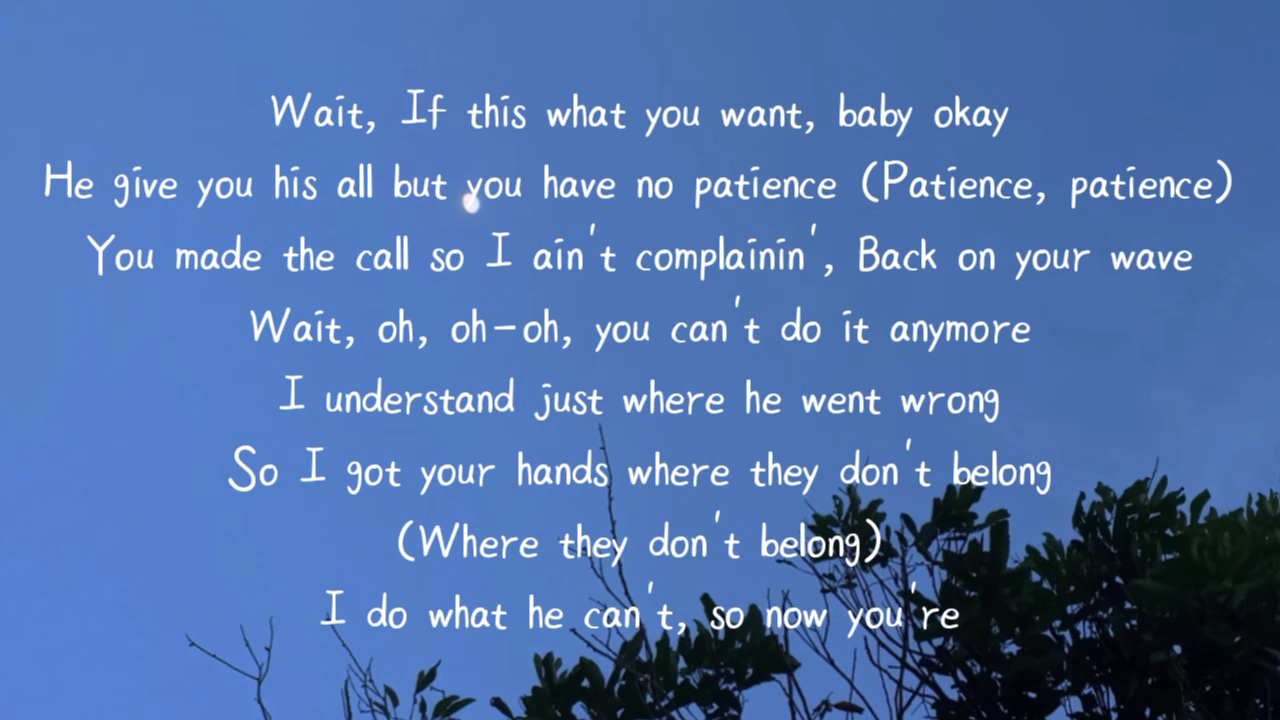 Wait, If this what you want, baby okay
He give you his all but you have no patience (Patience, patience)
You made the call so I ain't complainin', Back on your wave
Wait, oh, oh-oh, you can't do it anymore
I understand just where he went wrong
So I got your hands where they don't belong
(Where they don't belong)
I do what he can't, so now you're